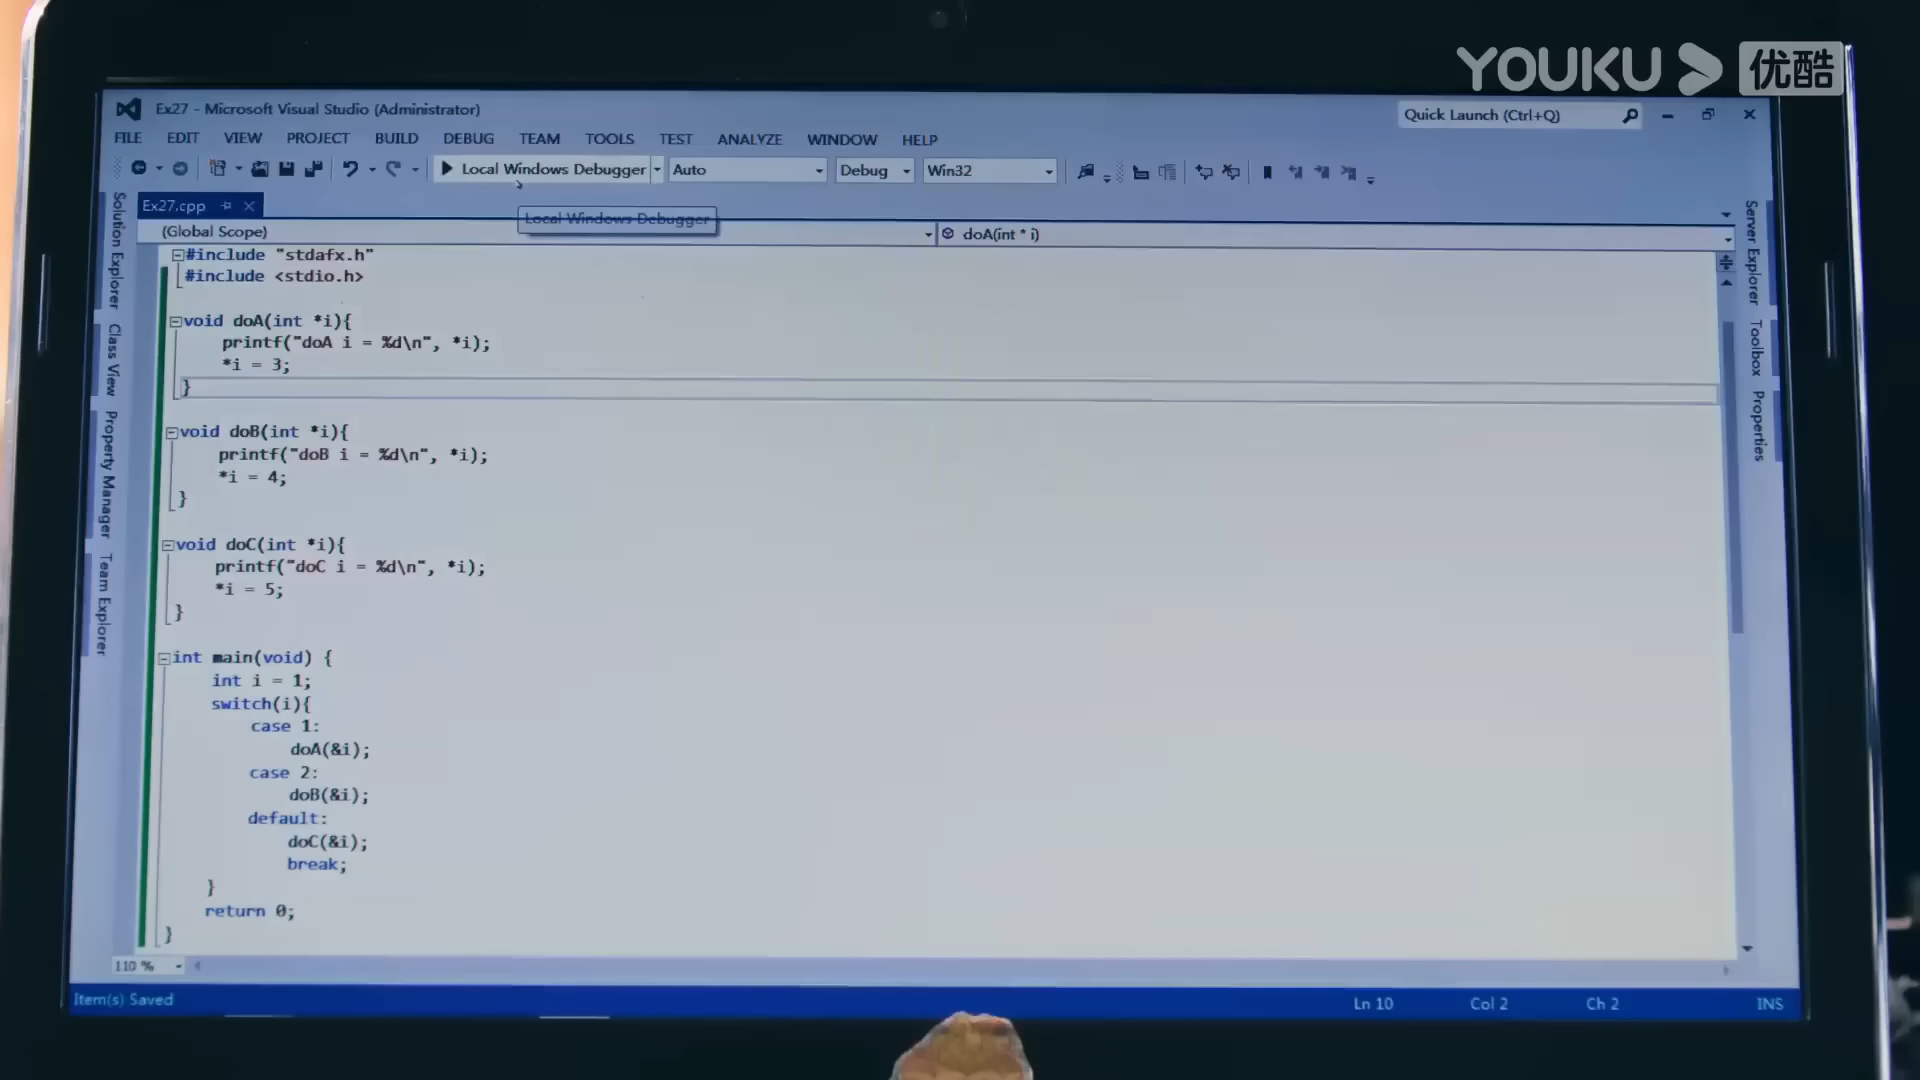 YOUKU 优酷
Ex27 - Microsoft Visual Studio (Administrator)
Quick Launch (Ctrl+Q)
FILE EDIT VIEW PROJECT BUILD DEBUG TEAM TOOLS TEST ANALYZE WINDOW HELP
Local Windows Debugger Auto Debug Win32
Ex27.cpp
Local Windows Debugger
(Global Scope) doA(int * i)
#include "stdafx.h"
#include <stdio.h>
void doA(int *i){
printf("doA i = %d\n", *i);
*i = 3;
}
void doB(int *i){
printf("doB i = %d\n", *i);
*i = 4;
}
void doC(int *i){
printf("doC i = %d\n", *i);
*i = 5;
}
int main(void) {
int i = 1;
switch(i){
case 1:
doA(&i);
case 2:
doB(&i);
default:
doC(&i);
break;
}
return 0;
}
Solution Explorer
Class View
Property Manager
Team Explorer
Server Explorer
Toolbox
Properties
110 %
Item(s) Saved
Ln 10 Col 2 Ch 2 INS